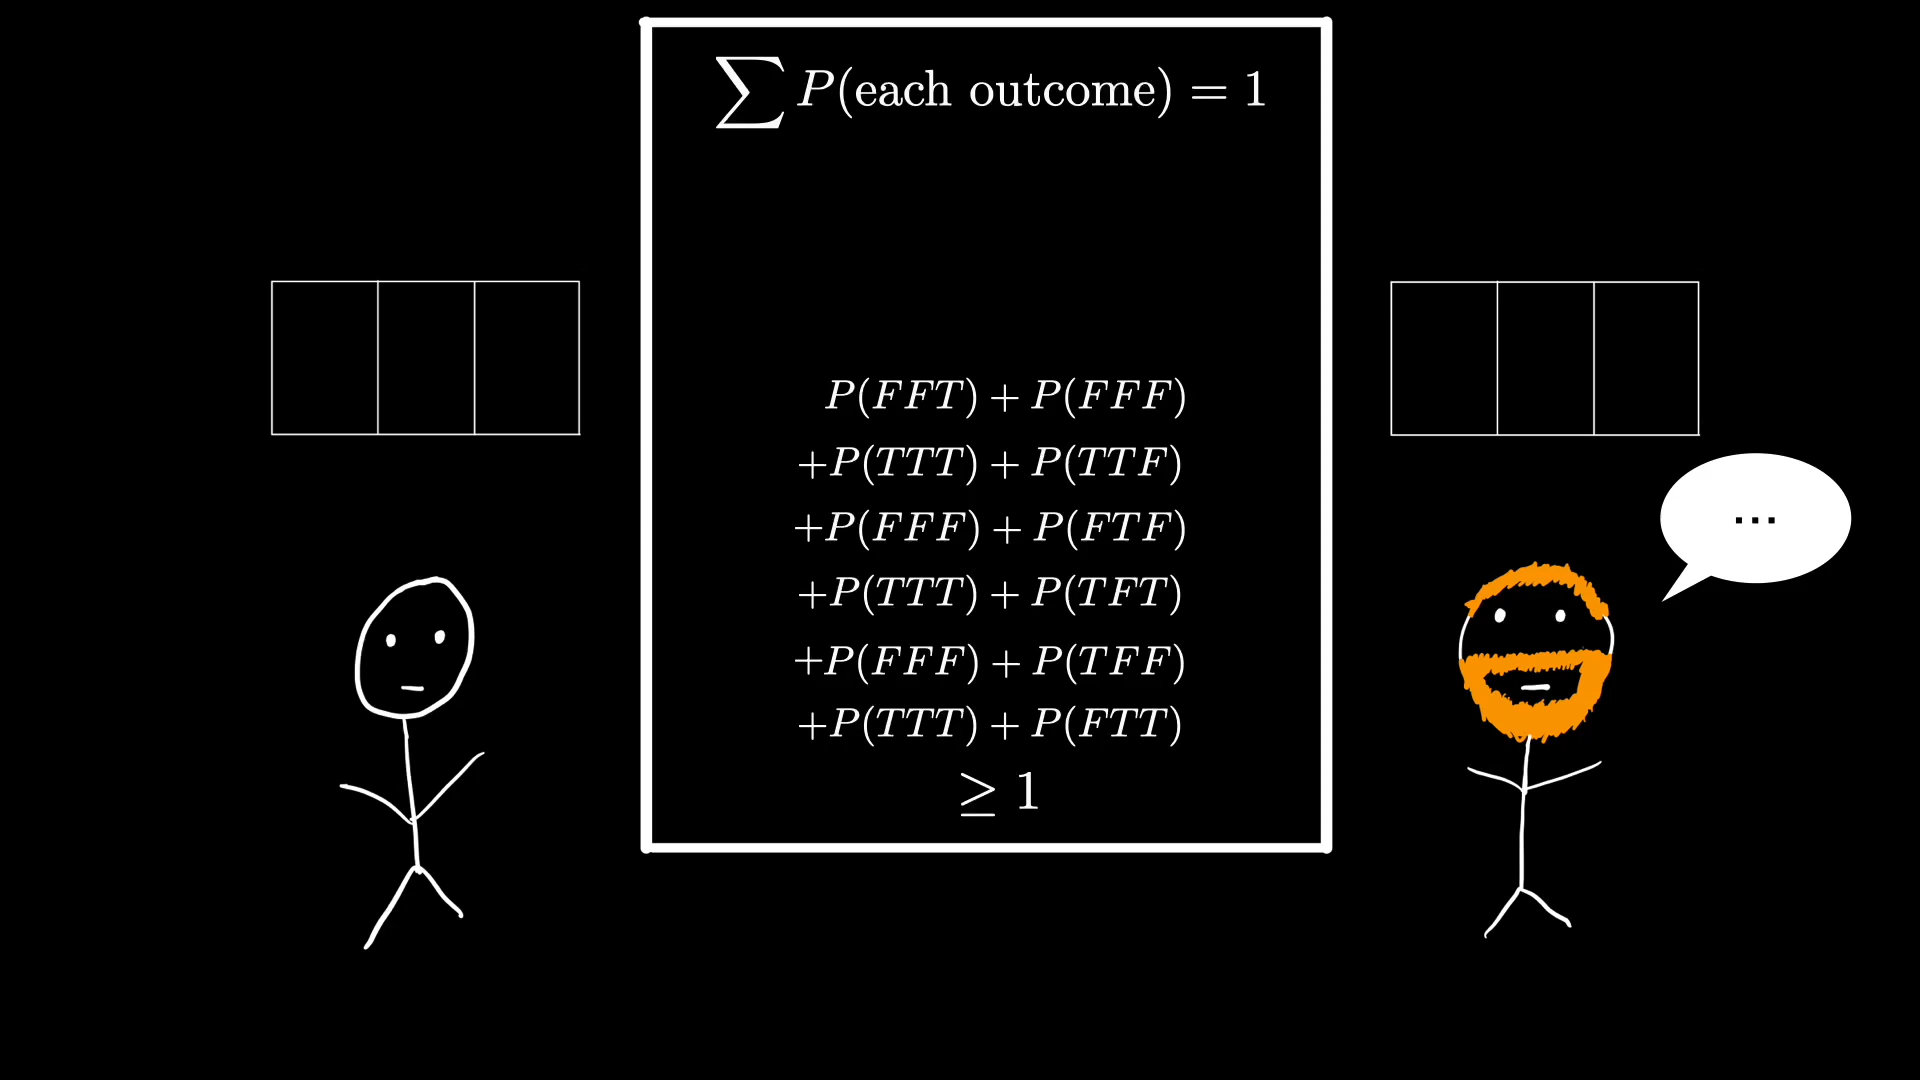 ∑ P(each outcome) = 1
P(FFT) + P(FFF)
+P(TTT) + P(TTF)
+P(FFF) + P(FTF)
+P(TTT) + P(TFT)
+P(FFF) + P(TFF)
+P(TTT) + P(FTT)
≥ 1
...